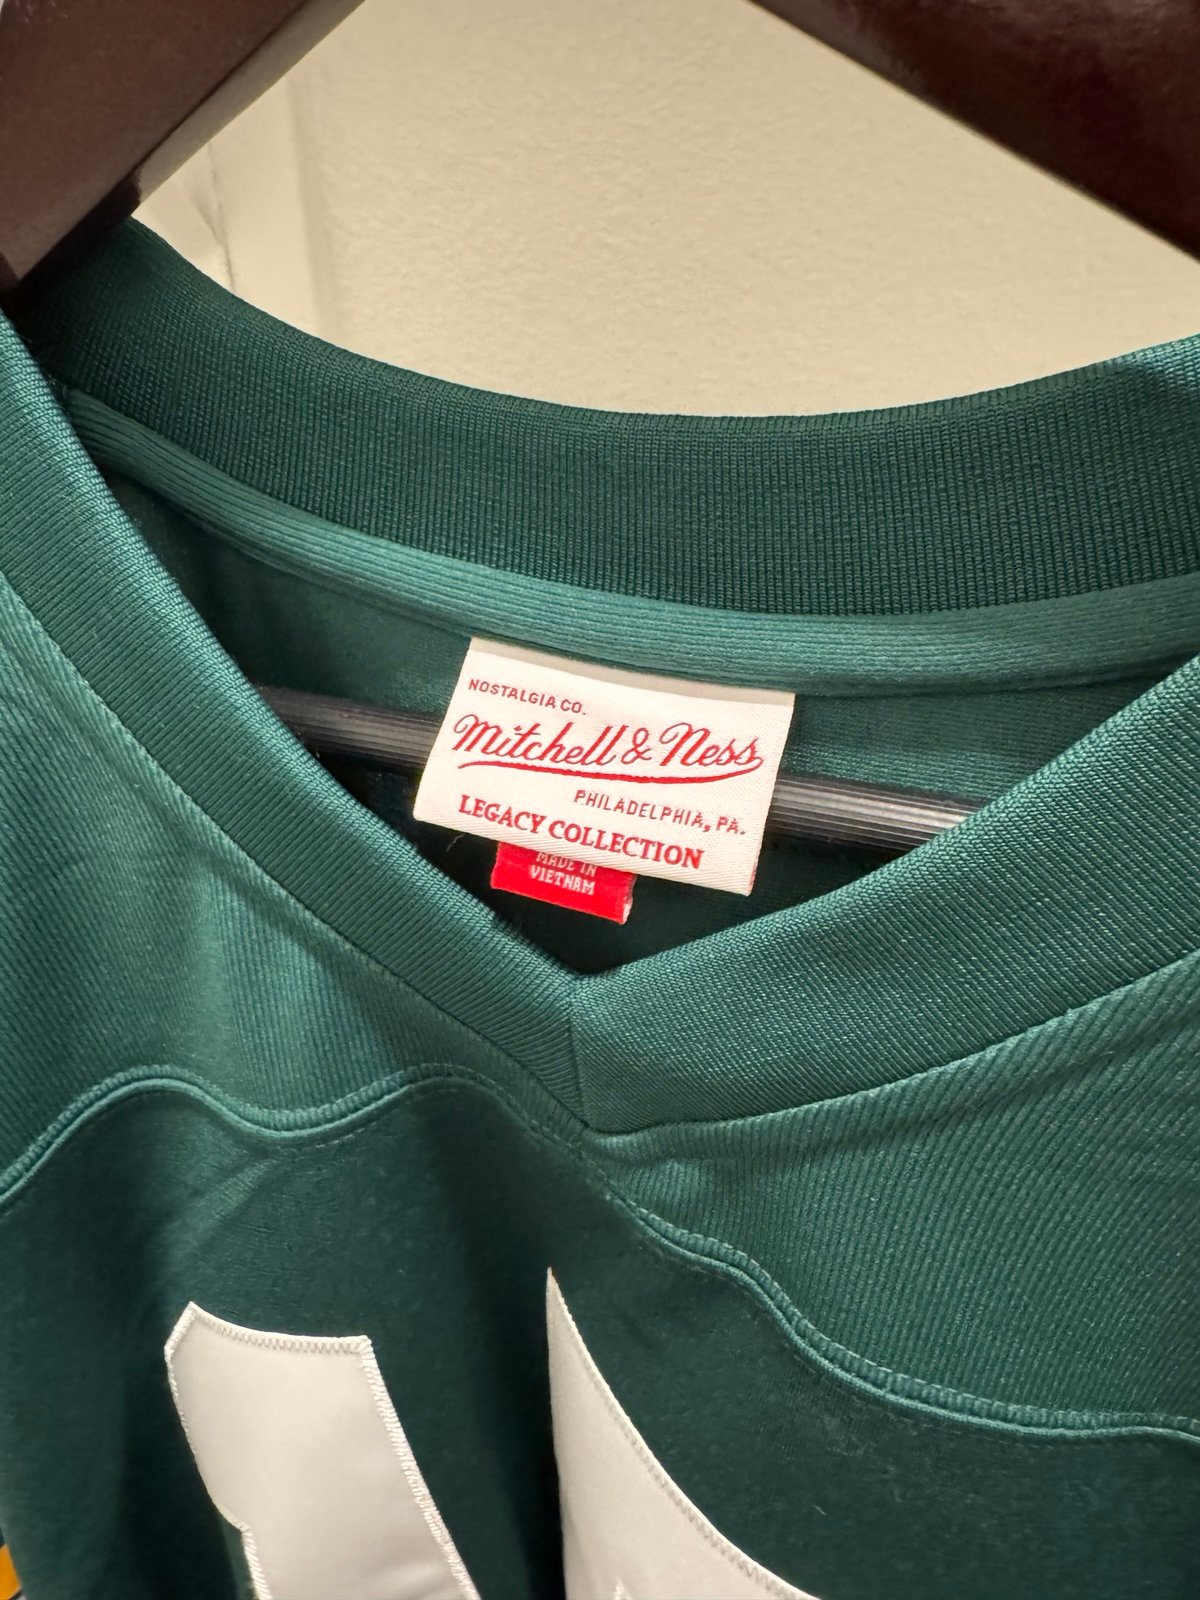 NOSTALGIA CO.
Mitchell & Ness
PHILADELPHIA, PA.
LEGACY COLLECTION
MADE IN
VIETNAM